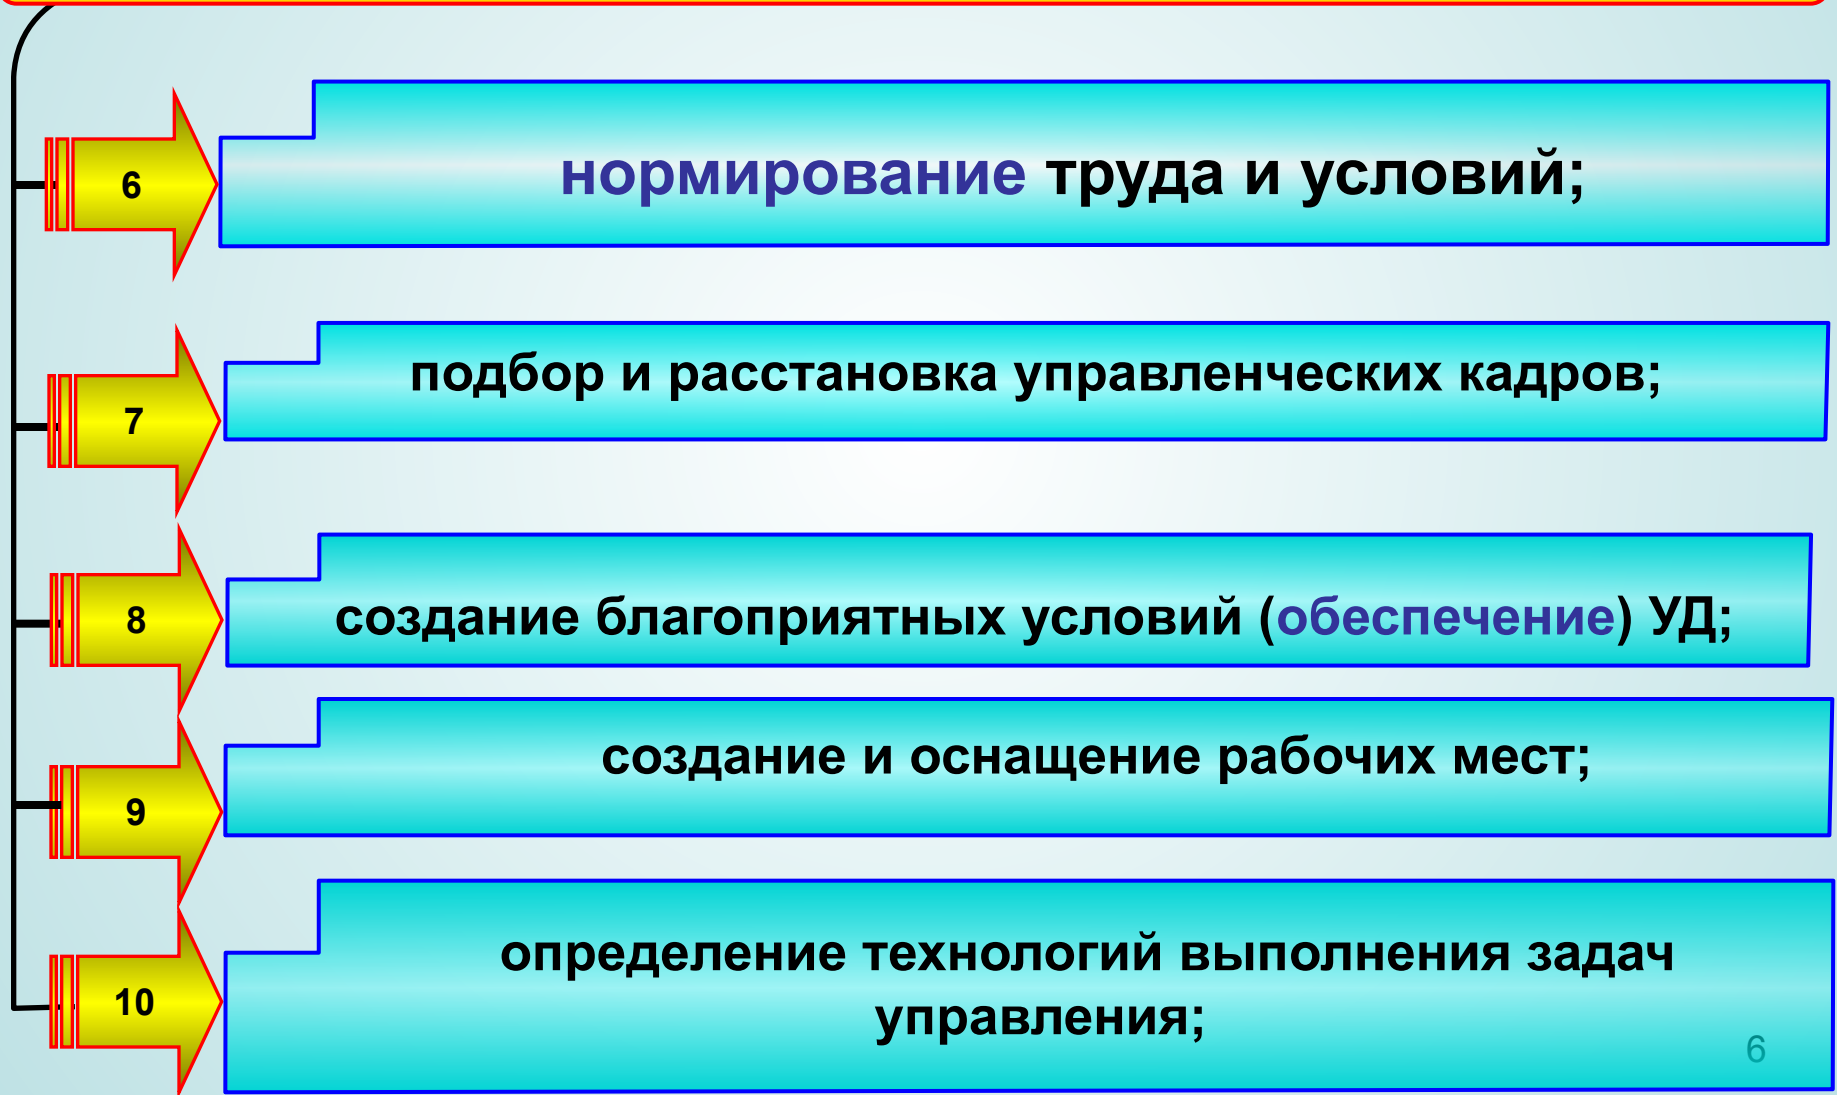 6
нормирование труда и условий;
7
подбор и расстановка управленческих кадров;
8
создание благоприятных условий (обеспечение) УД;
9
создание и оснащение рабочих мест;
10
определение технологий выполнения задач
управления;
6